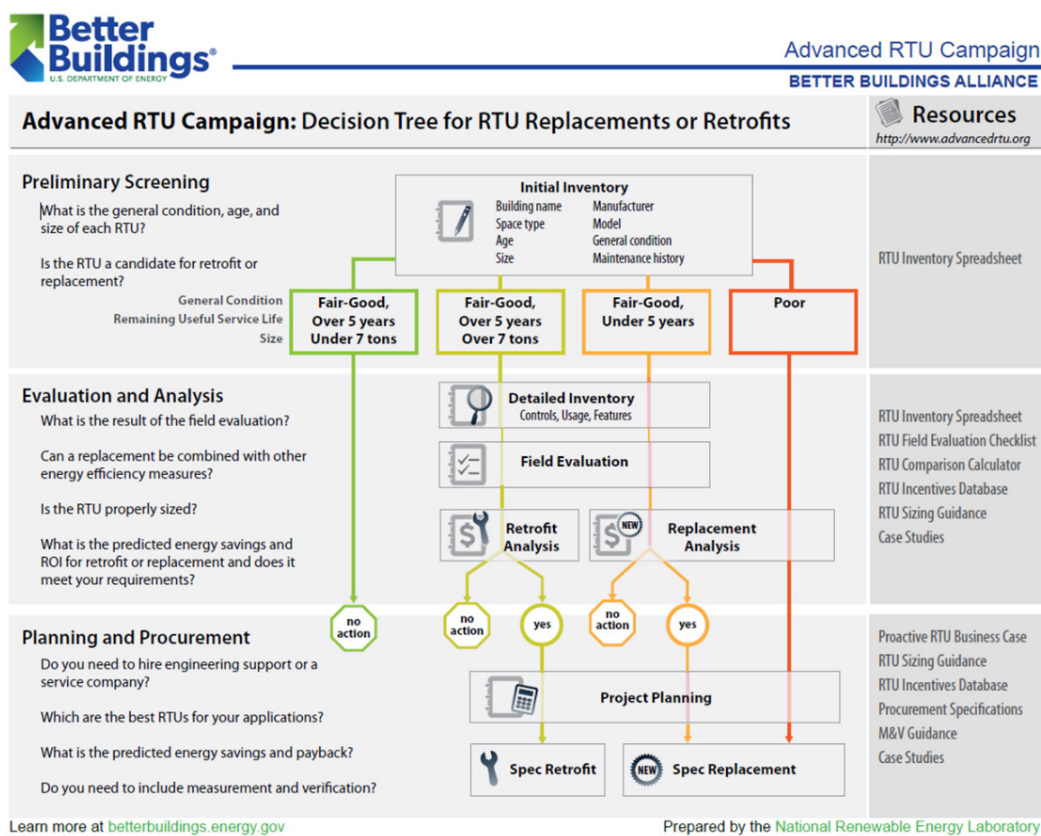 Better
Buildings®
U.S. DEPARTMENT OF ENERGY
Advanced RTU Campaign
BETTER BUILDINGS ALLIANCE
Advanced RTU Campaign: Decision Tree for RTU Replacements or Retrofits
Resources
http://www.advancedrtu.org
Preliminary Screening
What is the general condition, age, and
size of each RTU?
Is the RTU a candidate for retrofit or
replacement?
General Condition
Remaining Useful Service Life
Size
Initial Inventory
Building name
Space type
Age
Size
Manufacturer
Model
General condition
Maintenance history
Fair-Good,
Over 5 years
Under 7 tons
Fair-Good,
Over 5 years
Over 7 tons
Fair-Good,
Under 5 years
Poor
RTU Inventory Spreadsheet
Evaluation and Analysis
What is the result of the field evaluation?
Can a replacement be combined with other
energy efficiency measures?
Is the RTU properly sized?
What is the predicted energy savings and
ROI for retrofit or replacement and does it
meet your requirements?
Detailed Inventory
Controls, Usage, Features
Field Evaluation
$
Retrofit
Analysis
$
NEW
Replacement
Analysis
RTU Inventory Spreadsheet
RTU Field Evaluation Checklist
RTU Comparison Calculator
RTU Incentives Database
RTU Sizing Guidance
Case Studies
no
action
no
action
yes
no
action
yes
Planning and Procurement
Do you need to hire engineering support or a
service company?
Which are the best RTUs for your applications?
What is the predicted energy savings and payback?
Do you need to include measurement and verification?
Project Planning
Spec Retrofit
NEW
Spec Replacement
Proactive RTU Business Case
RTU Sizing Guidance
RTU Incentives Database
Procurement Specifications
M&V Guidance
Case Studies
Learn more at betterbuildings.energy.gov
Prepared by the National Renewable Energy Laboratory